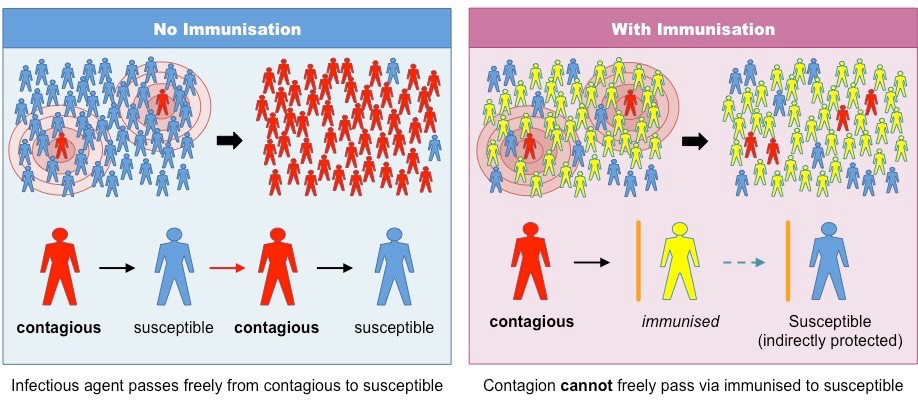 No Immunisation
contagious
susceptible
contagious
susceptible
Infectious agent passes freely from contagious to susceptible
With Immunisation
contagious
immunised
Susceptible
(indirectly protected)
Contagion cannot freely pass via immunised to susceptible